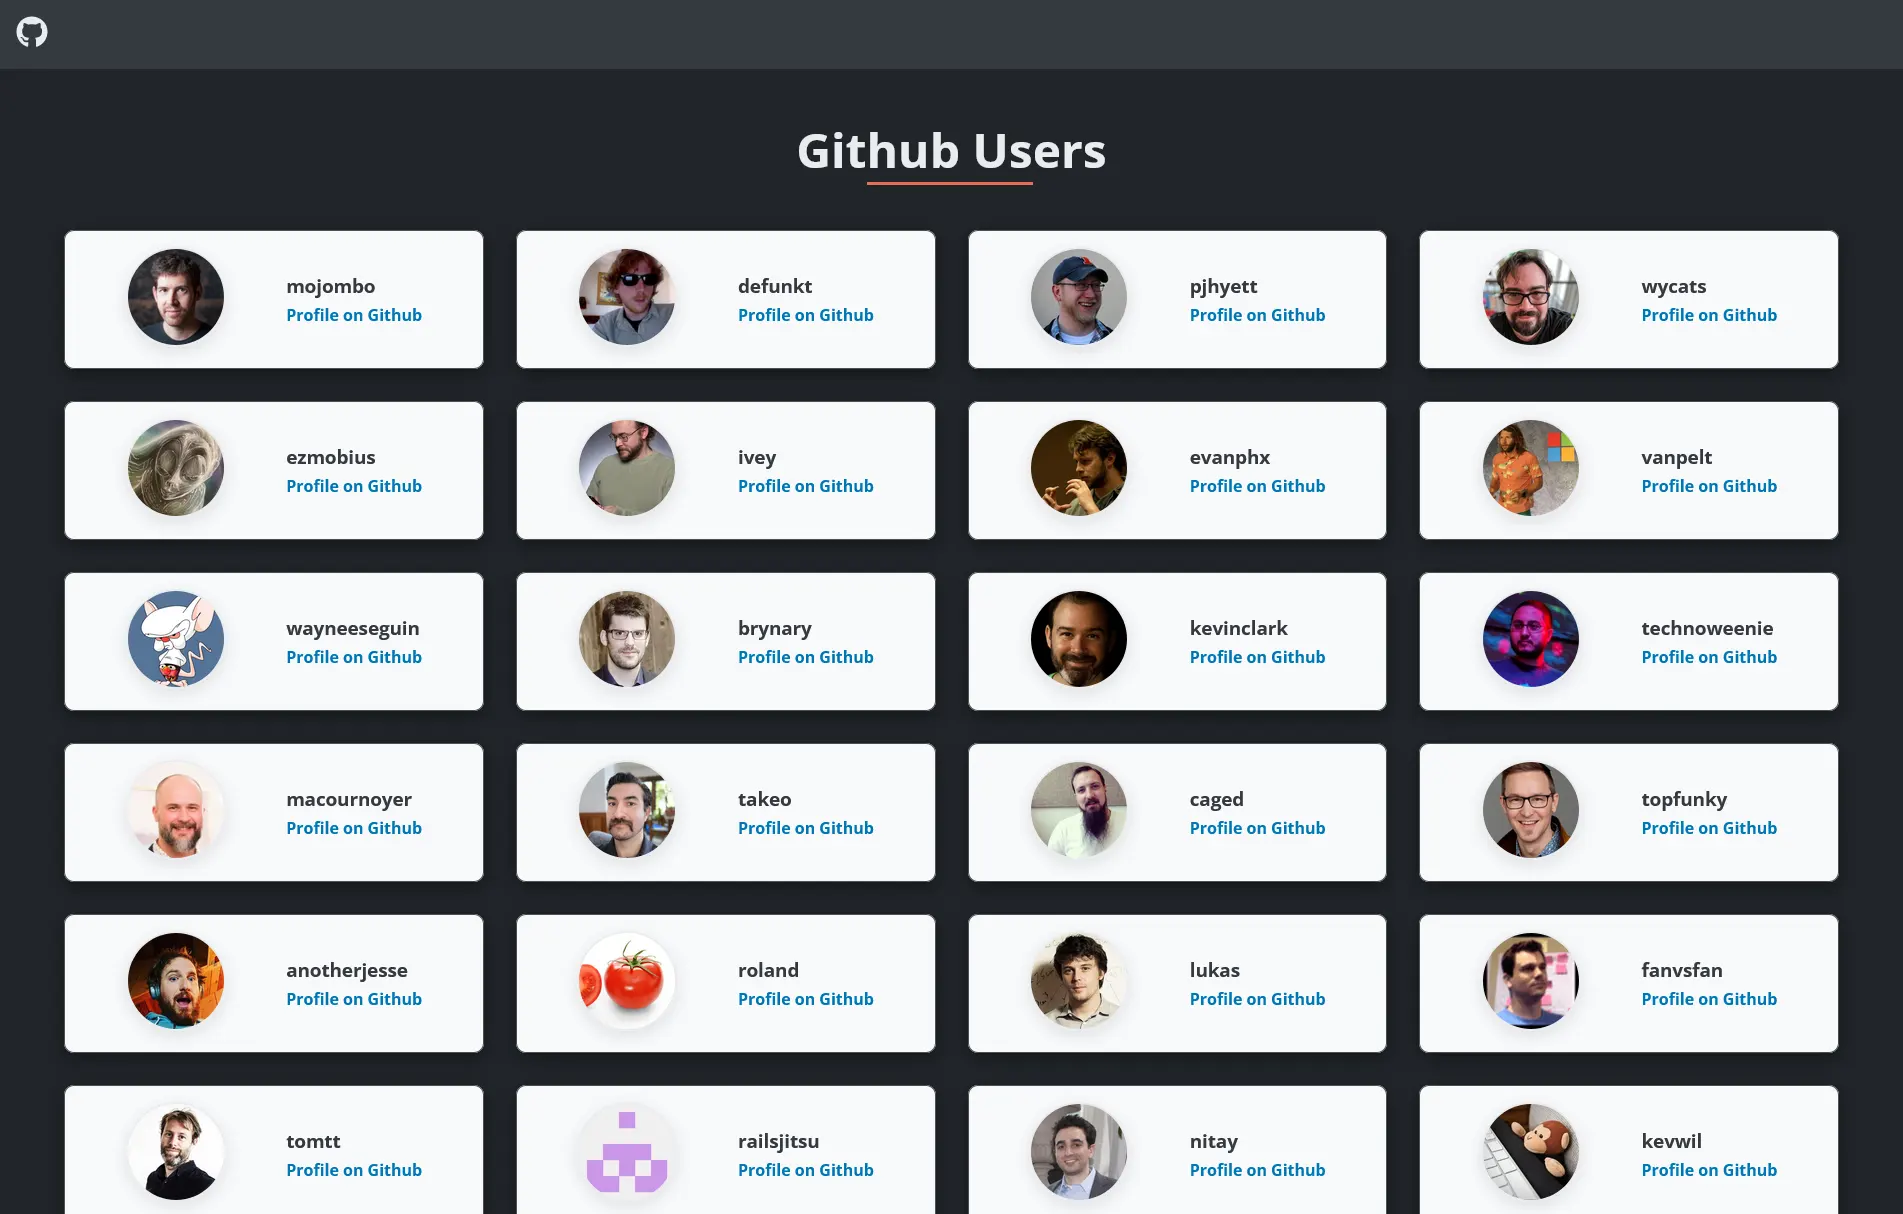 Github Users
mojombo
Profile on Github
defunkt
Profile on Github
pjhyett
Profile on Github
wycats
Profile on Github
ezmobius
Profile on Github
ivey
Profile on Github
evanphx
Profile on Github
vanpelt
Profile on Github
wayneeseguin
Profile on Github
brynary
Profile on Github
kevinclark
Profile on Github
technoweenie
Profile on Github
macournoyer
Profile on Github
takeo
Profile on Github
caged
Profile on Github
topfunky
Profile on Github
anotherjesse
Profile on Github
roland
Profile on Github
lukas
Profile on Github
fanvsfan
Profile on Github
tomtt
Profile on Github
railsjitsu
Profile on Github
nitay
Profile on Github
kevwil
Profile on Github